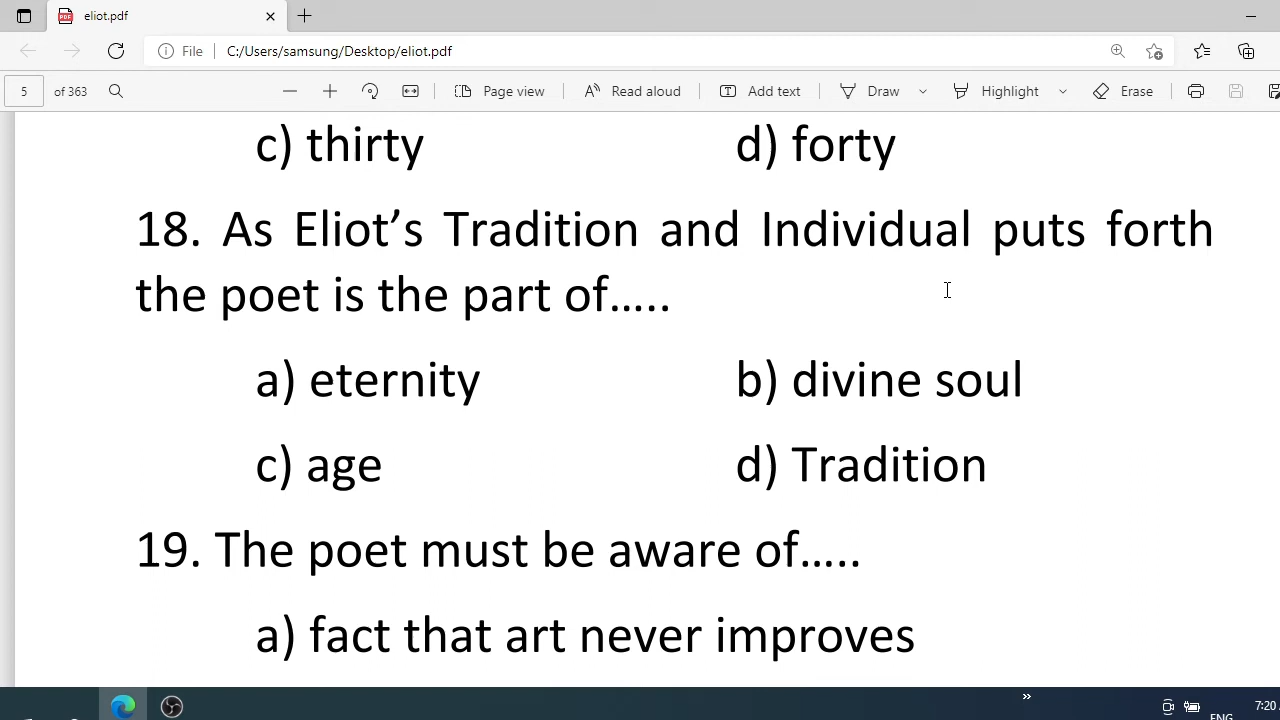 eliot.pdf
File C:/Users/samsung/Desktop/eliot.pdf
5 of 363 Page view Read aloud Add text Draw Highlight Erase
c) thirty d) forty
18. As Eliot’s Tradition and Individual puts forth
the poet is the part of…..
a) eternity b) divine soul
c) age d) Tradition
19. The poet must be aware of…..
a) fact that art never improves
ENG 7:20